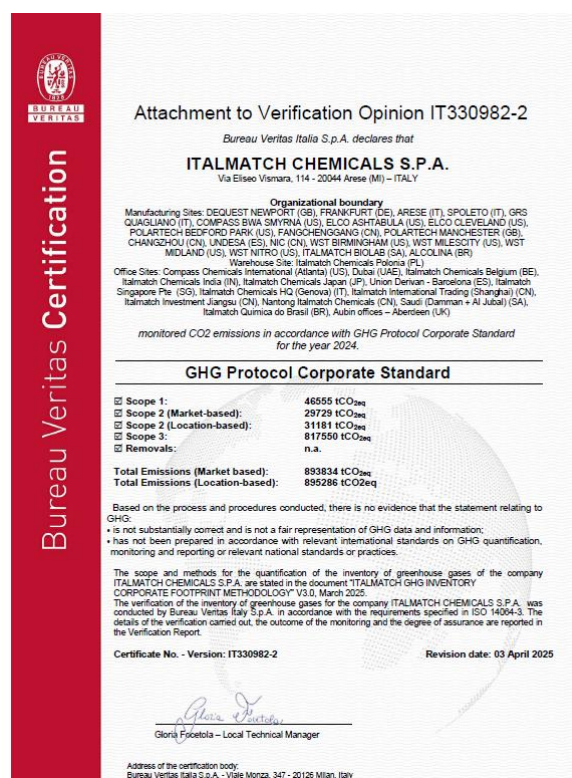 BUREAU
VERITAS
1828
BUREAU
VERITAS
Bureau Veritas Certification
Attachment to Verification Opinion IT330982-2
Bureau Veritas Italia S.p.A. declares that
ITALMATCH CHEMICALS S.P.A.
Via Eliseo Vismara, 114 - 20044 Arese (MI) – ITALY
Organizational boundary
Manufacturing Sites: DEQUEST NEWPORT (GB), FRANKFURT (DE), ARESE (IT), SPOLETO (IT), GRS
QUAGLIANO (IT), COMPASS BWA SMYRNA (US), ELCO ASHTABULA (US), ELCO CLEVELAND (US),
POLARTECH BEDFORD PARK (US), FANGCHENGGANG (CN), POLARTECH MANCHESTER (GB),
CHANGZHOU (CN), UNDESA (ES), NIC (CN), WST BIRMINGHAM (US), WST MILESCITY (US), WST
MIDLAND (US), WST NITRO (US), ITALMATCH BIOLAB (SA), ALCOLINA (BR)
Warehouse Site: Italmatch Chemicals Polonia (PL)
Office Sites: Compass Chemicals International (Atlanta) (US), Dubai (UAE), Italmatch Chemicals Belgium (BE),
Italmatch Chemicals India (IN), Italmatch Chemicals Japan (JP), Union Derivan - Barcelona (ES), Italmatch
Singapore Pte (SG), Italmatch Chemicals HQ (Genova) (IT), Italmatch International Trading (Shanghai) (CN),
Italmatch Investment Jiangsu (CN), Nantong Italmatch Chemicals (CN), Saudi (Damman + Al Jubal) (SA),
Italmatch Quimica do Brasil (BR), Aubin offices – Aberdeen (UK)
monitored CO2 emissions in accordance with GHG Protocol Corporate Standard
for the year 2024.
GHG Protocol Corporate Standard
☑ Scope 1: 46555 tCO2eq
☑ Scope 2 (Market-based): 29729 tCO2eq
☑ Scope 2 (Location-based): 31181 tCO2eq
☑ Scope 3: 817550 tCO2eq
☑ Removals: n.a.
Total Emissions (Market based): 893834 tCO2eq
Total Emissions (Location-based): 895286 tCO2eq
Based on the process and procedures conducted, there is no evidence that the statement relating to
GHG:
• is not substantially correct and is not a fair representation of GHG data and information;
• has not been prepared in accordance with relevant international standards on GHG quantification,
monitoring and reporting or relevant national standards or practices.
The scope and methods for the quantification of the inventory of greenhouse gases of the company
ITALMATCH CHEMICALS S.P.A. are stated in the document "ITALMATCH GHG INVENTORY
CORPORATE FOOTPRINT METHODOLOGY" V3.0, March 2025.
The verification of the inventory of greenhouse gases for the company ITALMATCH CHEMICALS S.P.A. was
conducted by Bureau Veritas Italy S.p.A. in accordance with the requirements specified in ISO 14064-3. The
details of the verification carried out, the outcome of the monitoring and the degree of assurance are reported in
the Verification Report.
Certificate No. - Version: IT330982-2 Revision date: 03 April 2025
Gloria Focetola – Local Technical Manager
Address of the certification body:
Bureau Veritas Italia S.p.A. - Viale Monza, 347 - 20126 Milan, Italy